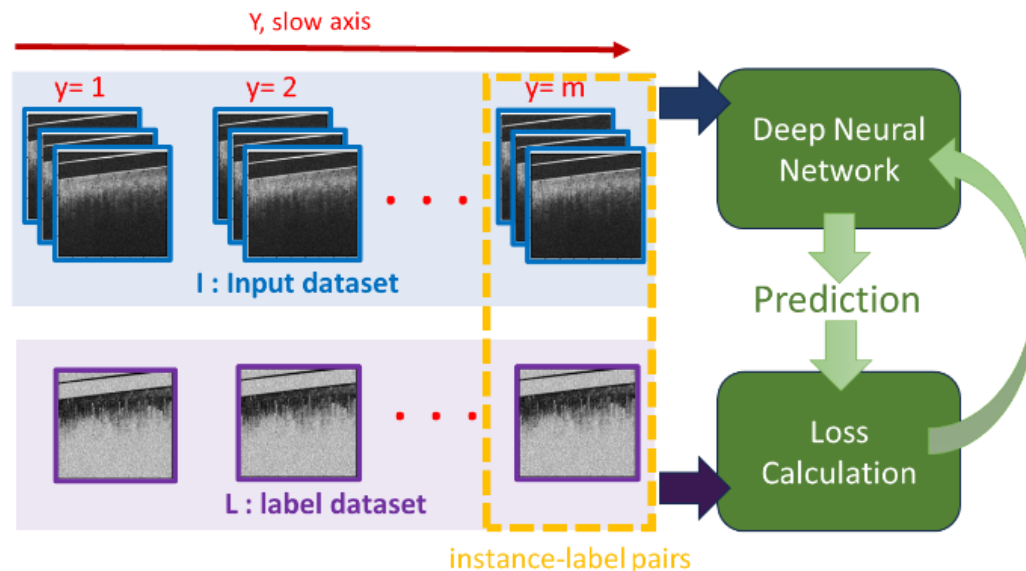 Y, slow axis
y= 1
y= 2
y= m
I : Input dataset
Deep Neural
Network
Prediction
Loss
Calculation
L : label dataset
instance-label pairs